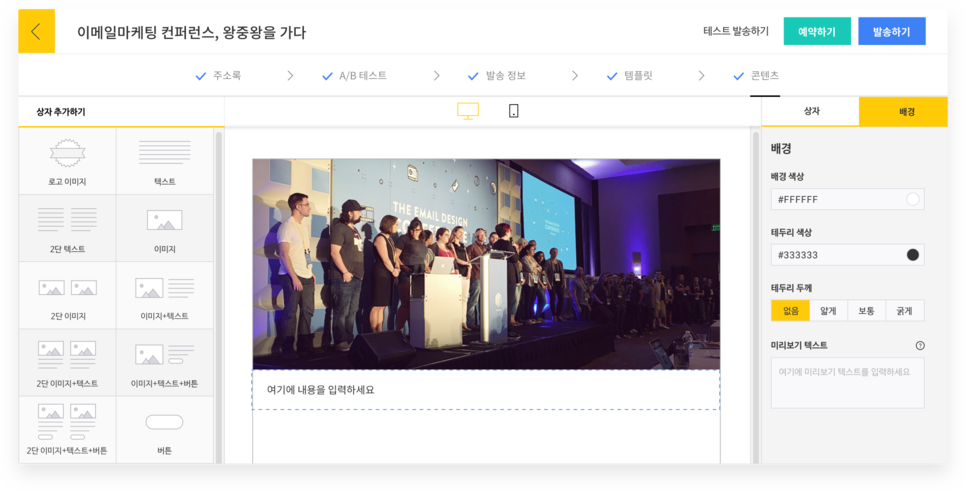 이메일마케팅 컨퍼런스, 왕중왕을 가다
테스트 발송하기
예약하기
발송하기
주소록
A/B 테스트
발송 정보
템플릿
콘텐츠
상자 추가하기
상자
배경
로고 이미지
텍스트
2단 텍스트
이미지
2단 이미지
이미지+텍스트
2단 이미지+텍스트
이미지+텍스트+버튼
2단 이미지+텍스트+버튼
버튼
THE EMAIL DESIGN
CONFERENCE
여기에 내용을 입력하세요
배경
배경 색상
#FFFFFF
테두리 색상
#333333
테두리 두께
없음
얇게
보통
굵게
미리보기 텍스트
?
여기에 미리보기 텍스트를 입력하세요